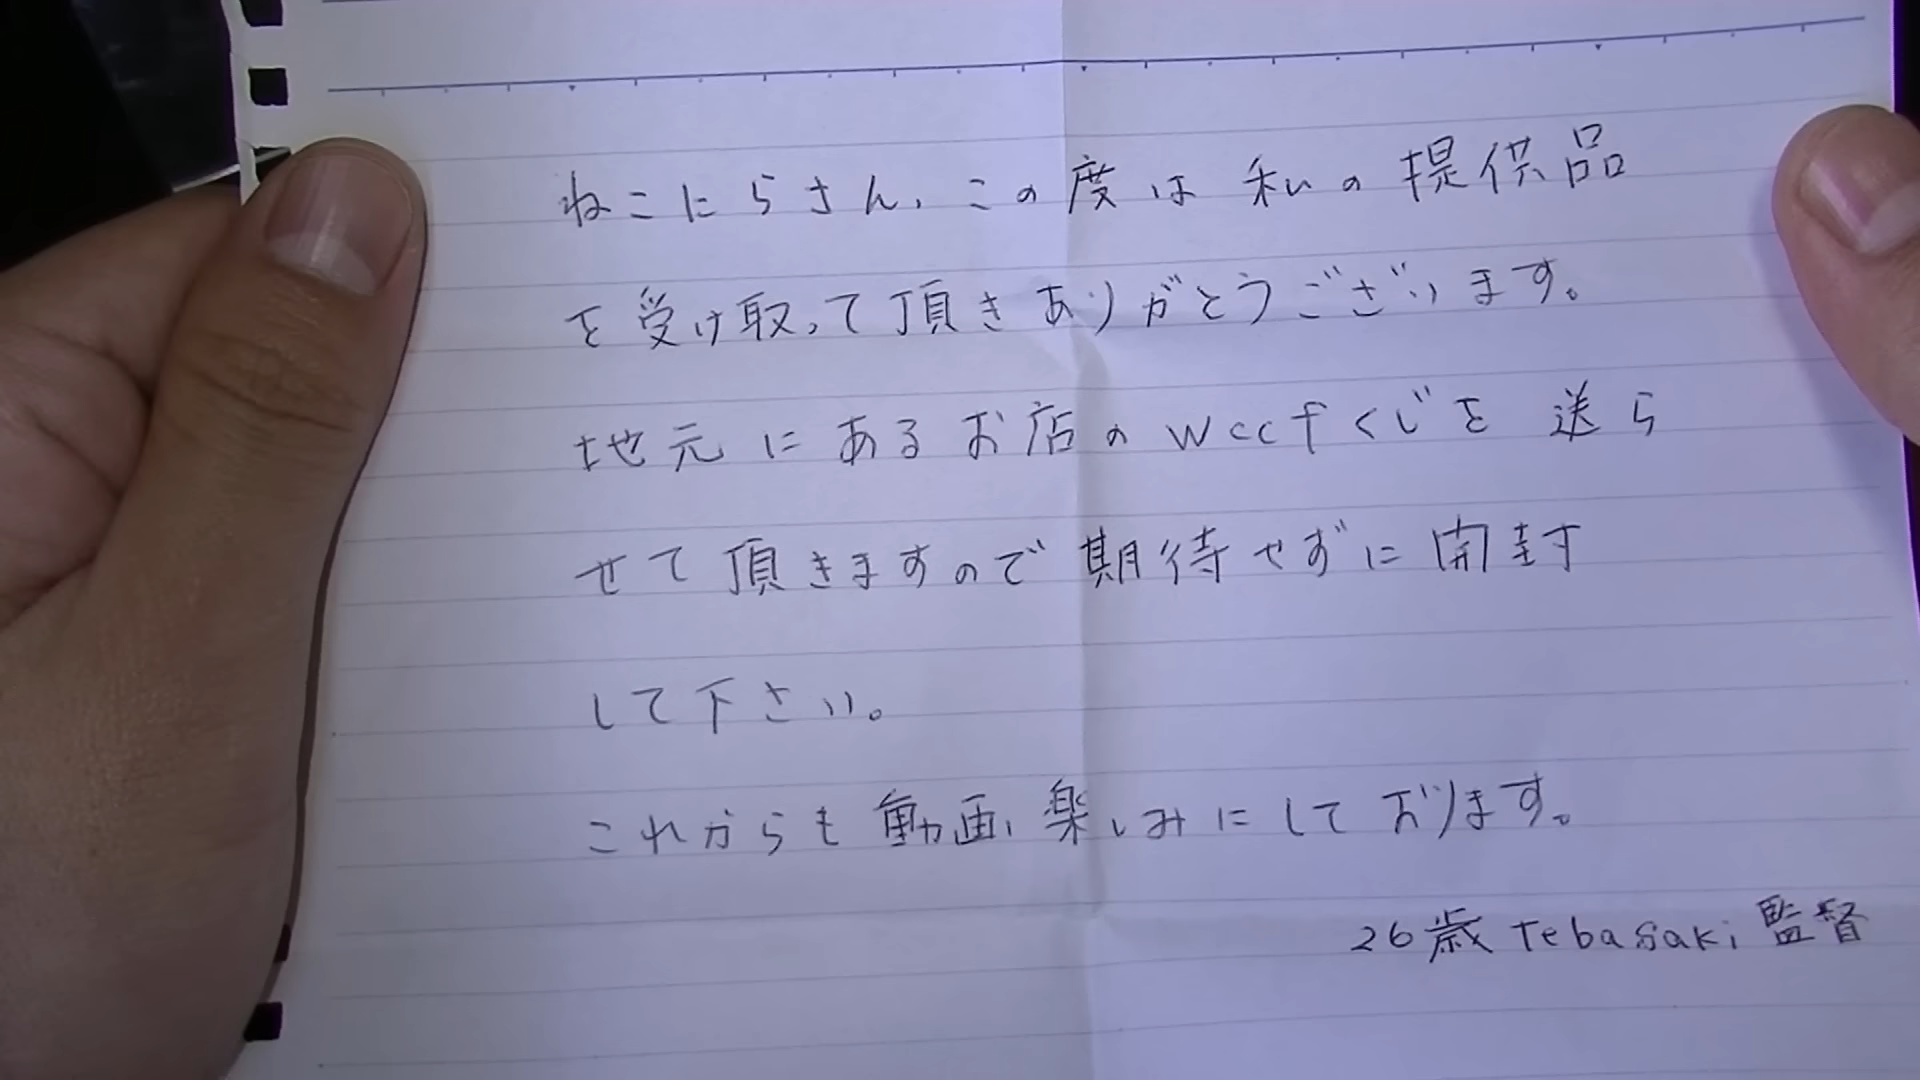 ねこにらさん、この度は私の提供品
を受け取って頂きありがとうございます。
地元にあるお店のwccfくじを送ら
せて頂きますので期待せずに開封
して下さい。
これからも動画、楽しみにしております。
26歳 Tebasaki 監督